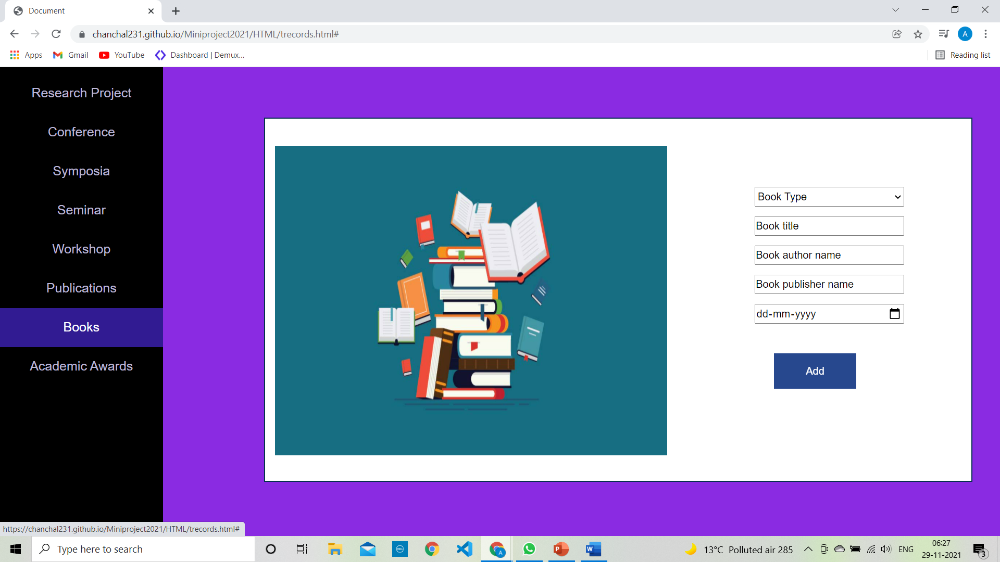 Document
chanchal231.github.io/Miniproject2021/HTML/trecords.html#
A
Apps
Gmail
YouTube
Dashboard | Demux...
Reading list
Research Project
Conference
Symposia
Seminar
Workshop
Publications
Books
Academic Awards
Book Type
Book title
Book author name
Book publisher name
dd-mm-yyyy
Add
https://chanchal231.github.io/Miniproject2021/HTML/trecords.html#
Type here to search
DELL
A
P
W
13°C Polluted air 285
ENG
06:27
29-11-2021
3